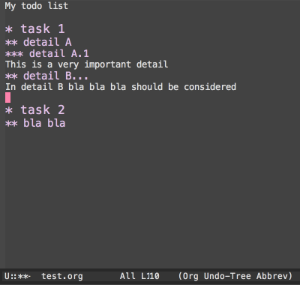 My todo list
* task 1
** detail A
*** detail A.1
This is a very important detail
** detail B...
In detail B bla bla bla should be considered
* task 2
** bla bla
U::**- test.org All L10 (Org Undo-Tree Abbrev)